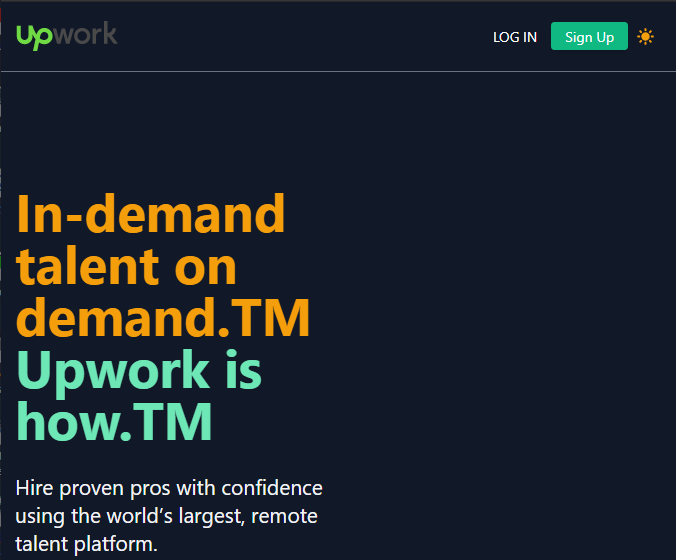 upwork
LOG IN
Sign Up
In-demand
talent on
demand.TM
Upwork is
how.TM
Hire proven pros with confidence
using the world’s largest, remote
talent platform.